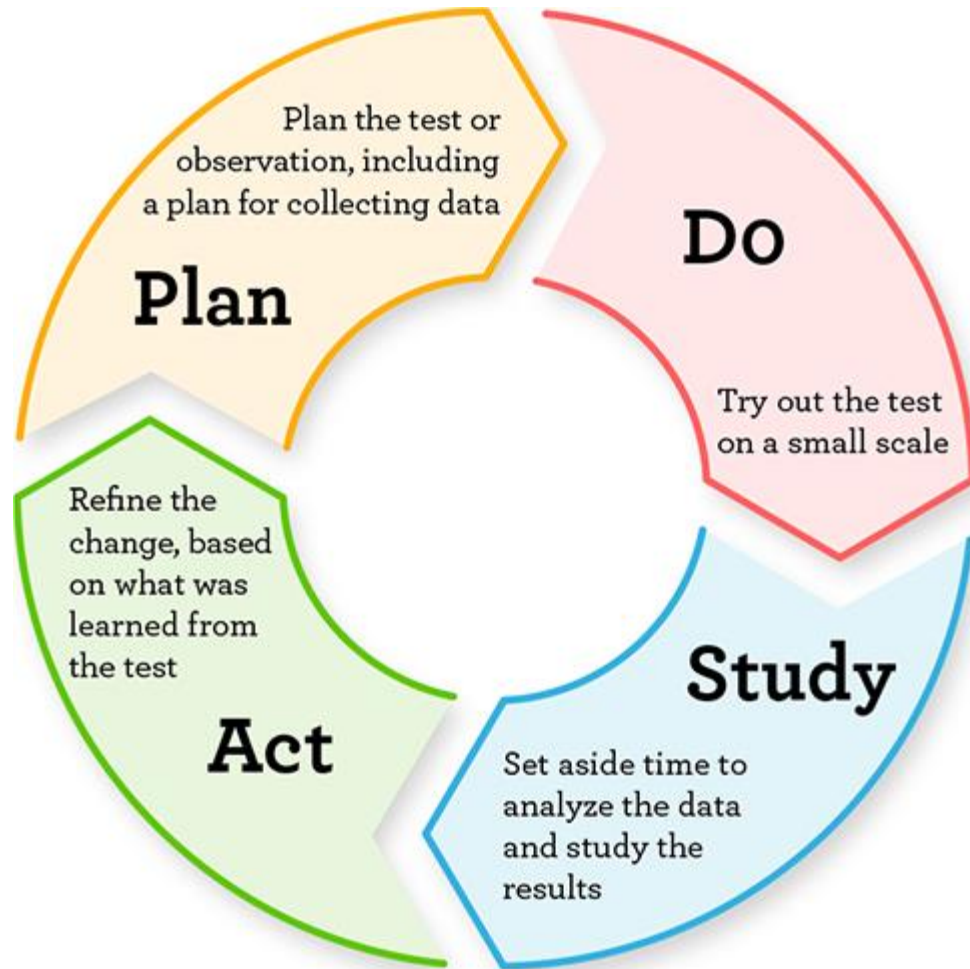 Plan the test or
observation, including
a plan for collecting data
Plan
Do
Try out the test
on a small scale
Study
Set aside time to
analyze the data
and study the
results
Refine the
change, based
on what was
learned from
the test
Act